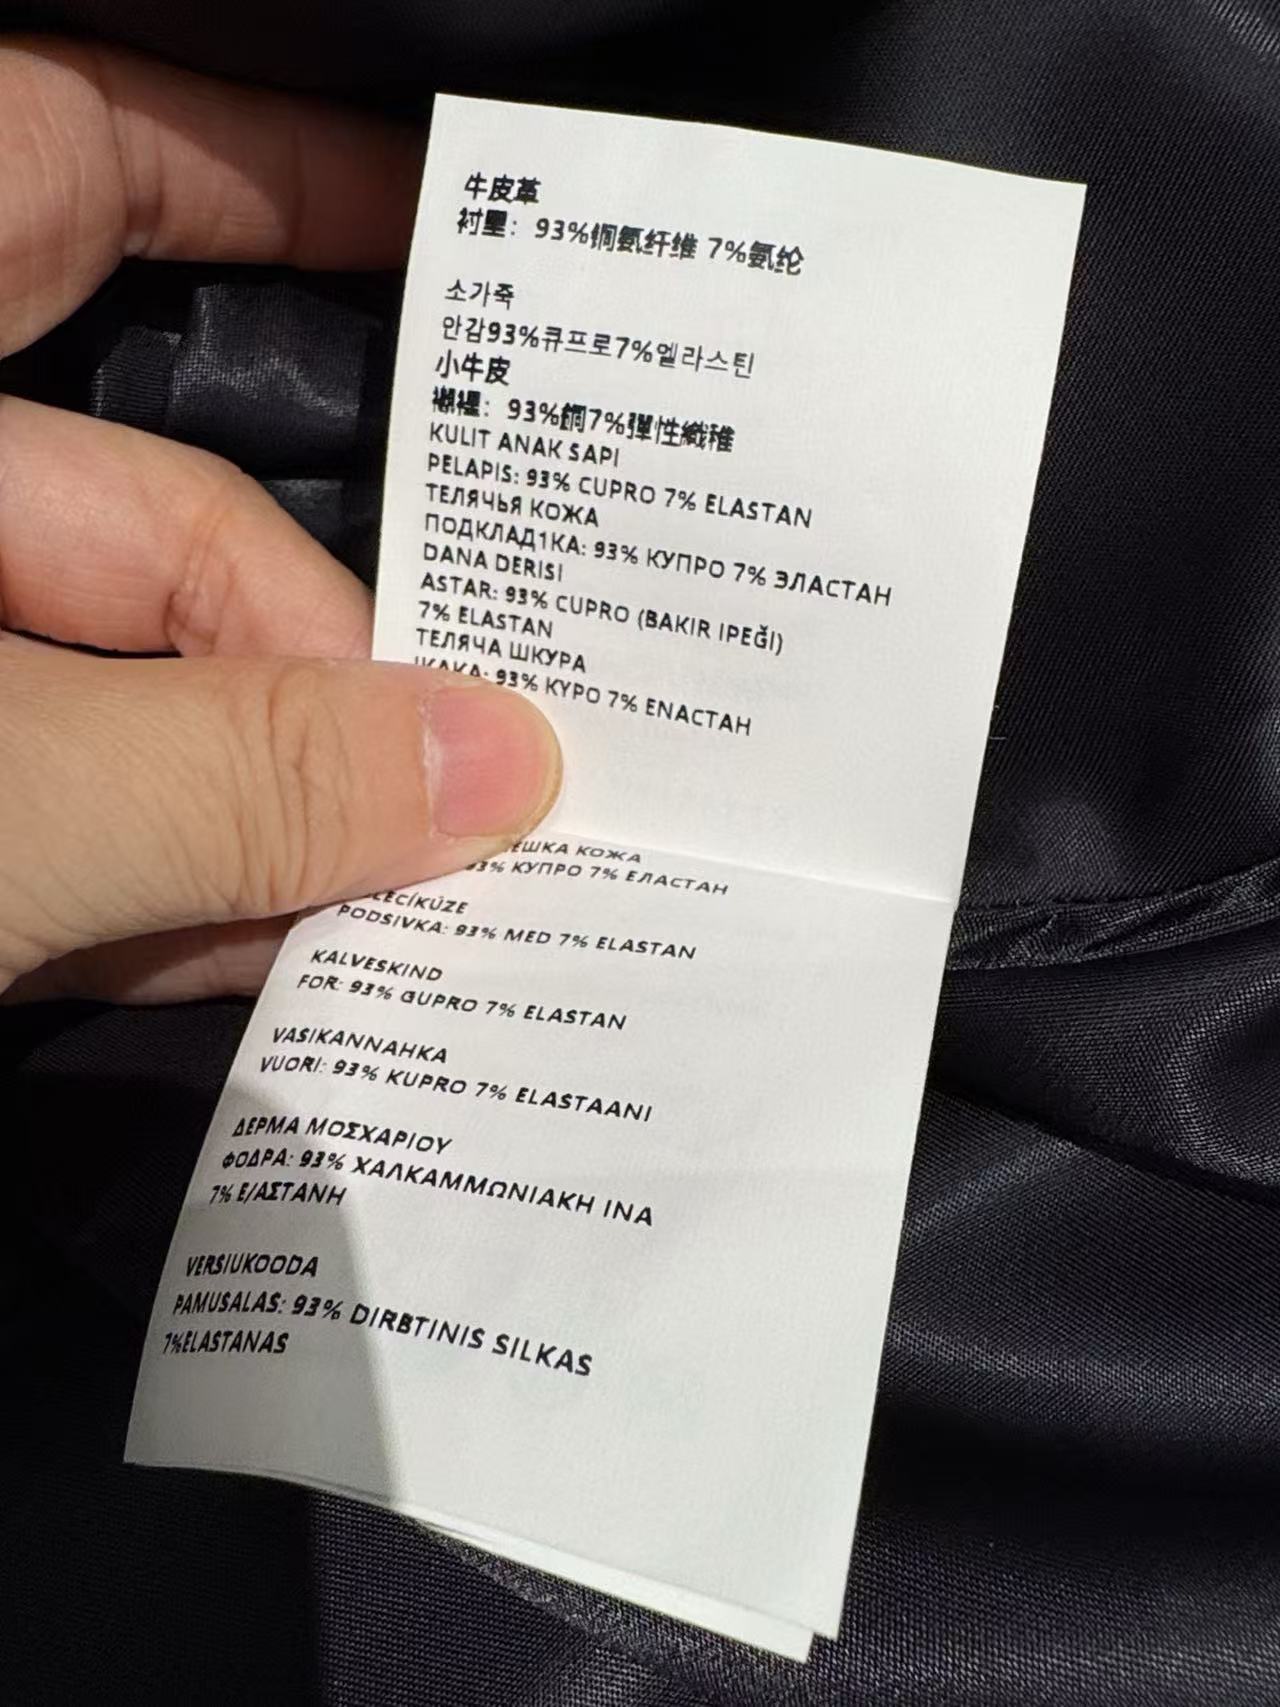 牛皮革
衬里：93%铜氨纤维 7%氨纶
소가죽
안감93%큐프로7%엘라스틴
小牛皮
襯裡：93%銅7%彈性纖維
KULIT ANAK SAPI
PELAPIS: 93% CUPRO 7% ELASTAN
ТЕЛЯЧЬЯ КОЖА
ПОДКЛАД1КА: 93% КУПРО 7% ЭЛАСТАН
DANA DERISI
ASTAR: 93% CUPRO (BAKIR IPEĞI)
7% ELASTAN
ТЕЛЯЧА ШКУРА
93% КУРО 7% ENACTAH
КОЖА
93% КУПРО 7% ЕЛАСТАН
PODSIVKA: 93% MED 7% ELASTAN
KALVESKIND
FOR: 93% GUPRO 7% ELASTAN
VASIKANNAHKA
VUORI: 93% KUPRO 7% ELASTAANI
ΔΕΡΜΑ ΜΟΣΧΑΡΙΟΥ
ΦΟΔΡΑ: 93% ΧΑΛΚΑΜΜΩΝΙΑΚΗ ΙΝΑ
7% Ε/ΑΣΤΑΝΗ
VERSIUKOODA
PAMUSALAS: 93% DIRBTINIS SILKAS
7%ELASTANAS